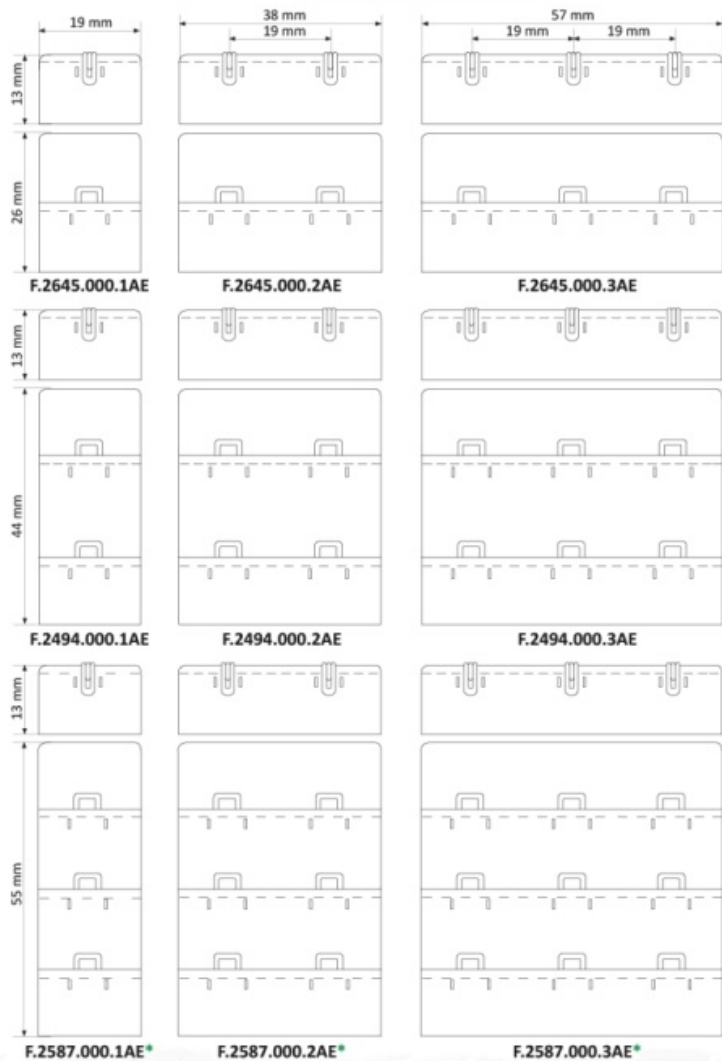 19 mm
38 mm
19 mm
57 mm
19 mm 19 mm
13 mm
26 mm
F.2645.000.1AE F.2645.000.2AE F.2645.000.3AE
13 mm
44 mm
F.2494.000.1AE F.2494.000.2AE F.2494.000.3AE
13 mm
55 mm
F.2587.000.1AE* F.2587.000.2AE* F.2587.000.3AE*